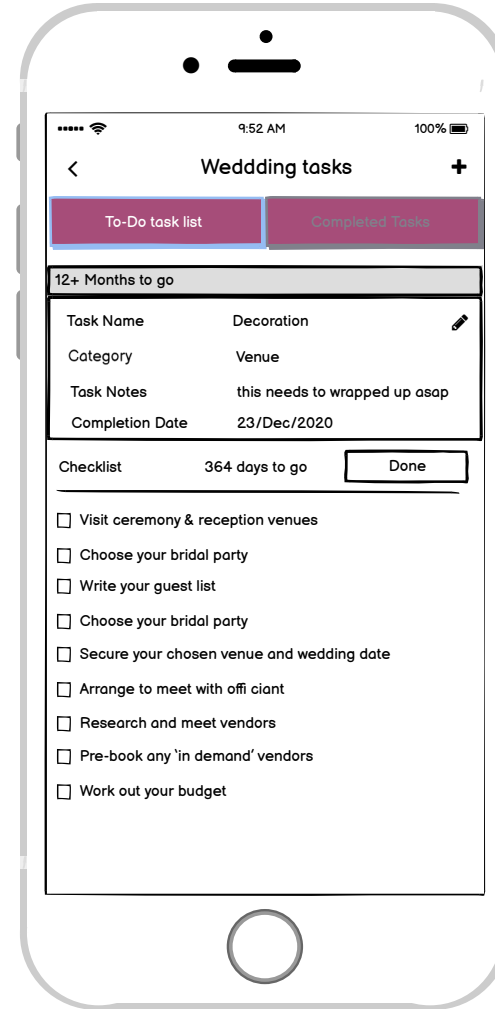 9:52 AM 100%
Weddding tasks
To-Do task list Completed Tasks
12+ Months to go
Task Name Decoration
Category Venue
Task Notes this needs to wrapped up asap
Completion Date 23/Dec/2020
Checklist 364 days to go Done
Visit ceremony & reception venues
Choose your bridal party
Write your guest list
Choose your bridal party
Secure your chosen venue and wedding date
Arrange to meet with offi ciant
Research and meet vendors
Pre-book any ‘in demand’ vendors
Work out your budget